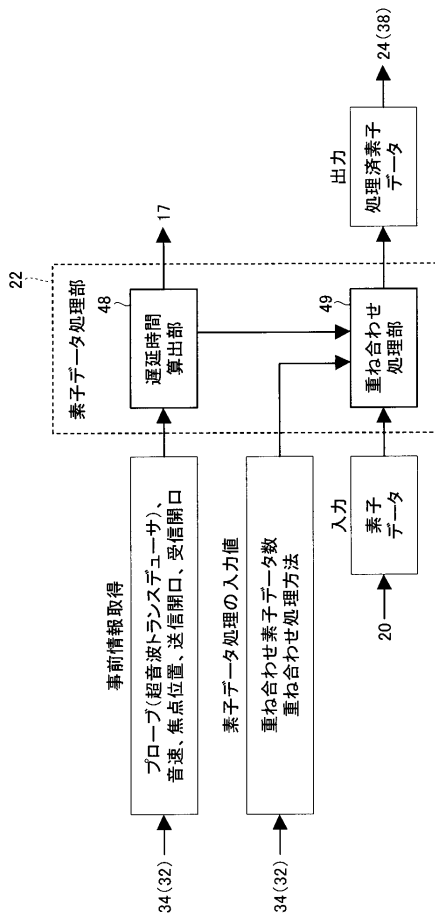 22
素子データ処理部
事前情報取得
34(32)
プローブ(超音波トランスデューサ)、
音速、焦点位置、送信開口、受信開口
48
遅延時間
算出部
17
素子データ処理の入力値
34(32)
重ね合わせ素子データ数
重ね合わせ処理方法
入力
20
素子
データ
49
重ね合わせ
処理部
出力
処理済素子
データ
24(38)